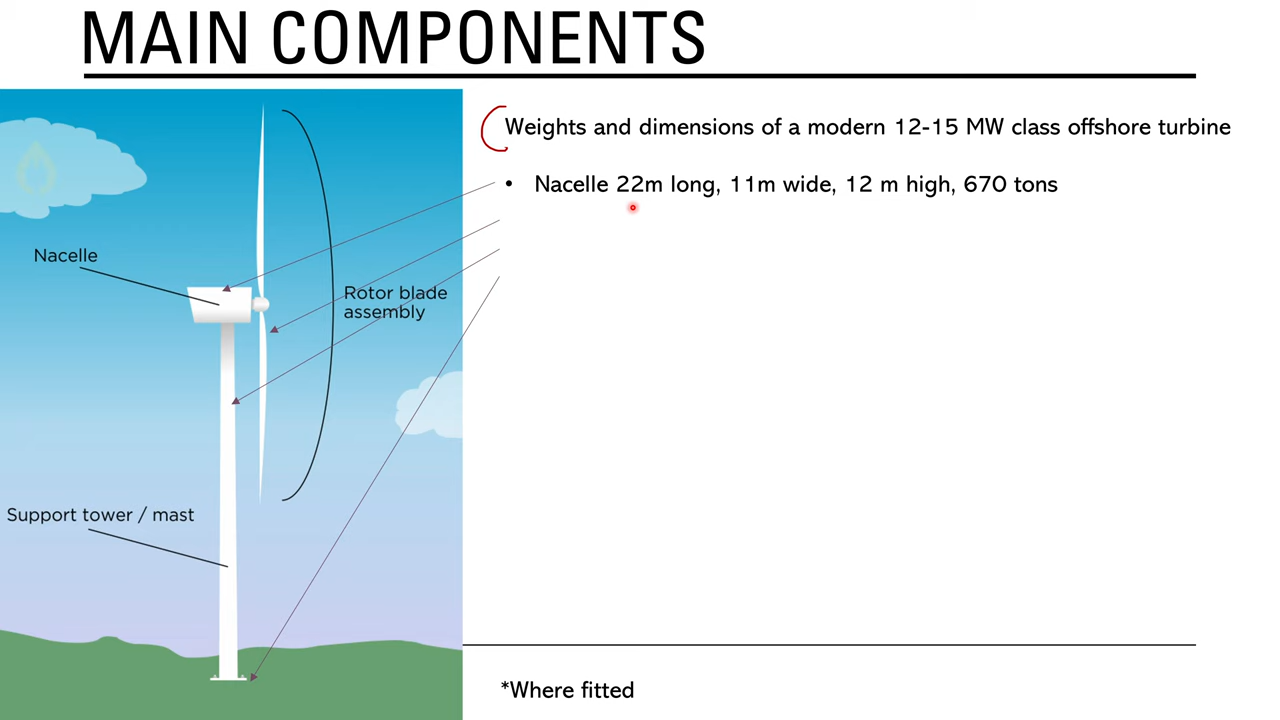 MAIN COMPONENTS
Weights and dimensions of a modern 12-15 MW class offshore turbine
• Nacelle 22m long, 11m wide, 12 m high, 670 tons
Nacelle
Rotor blade
assembly
Support tower / mast
*Where fitted